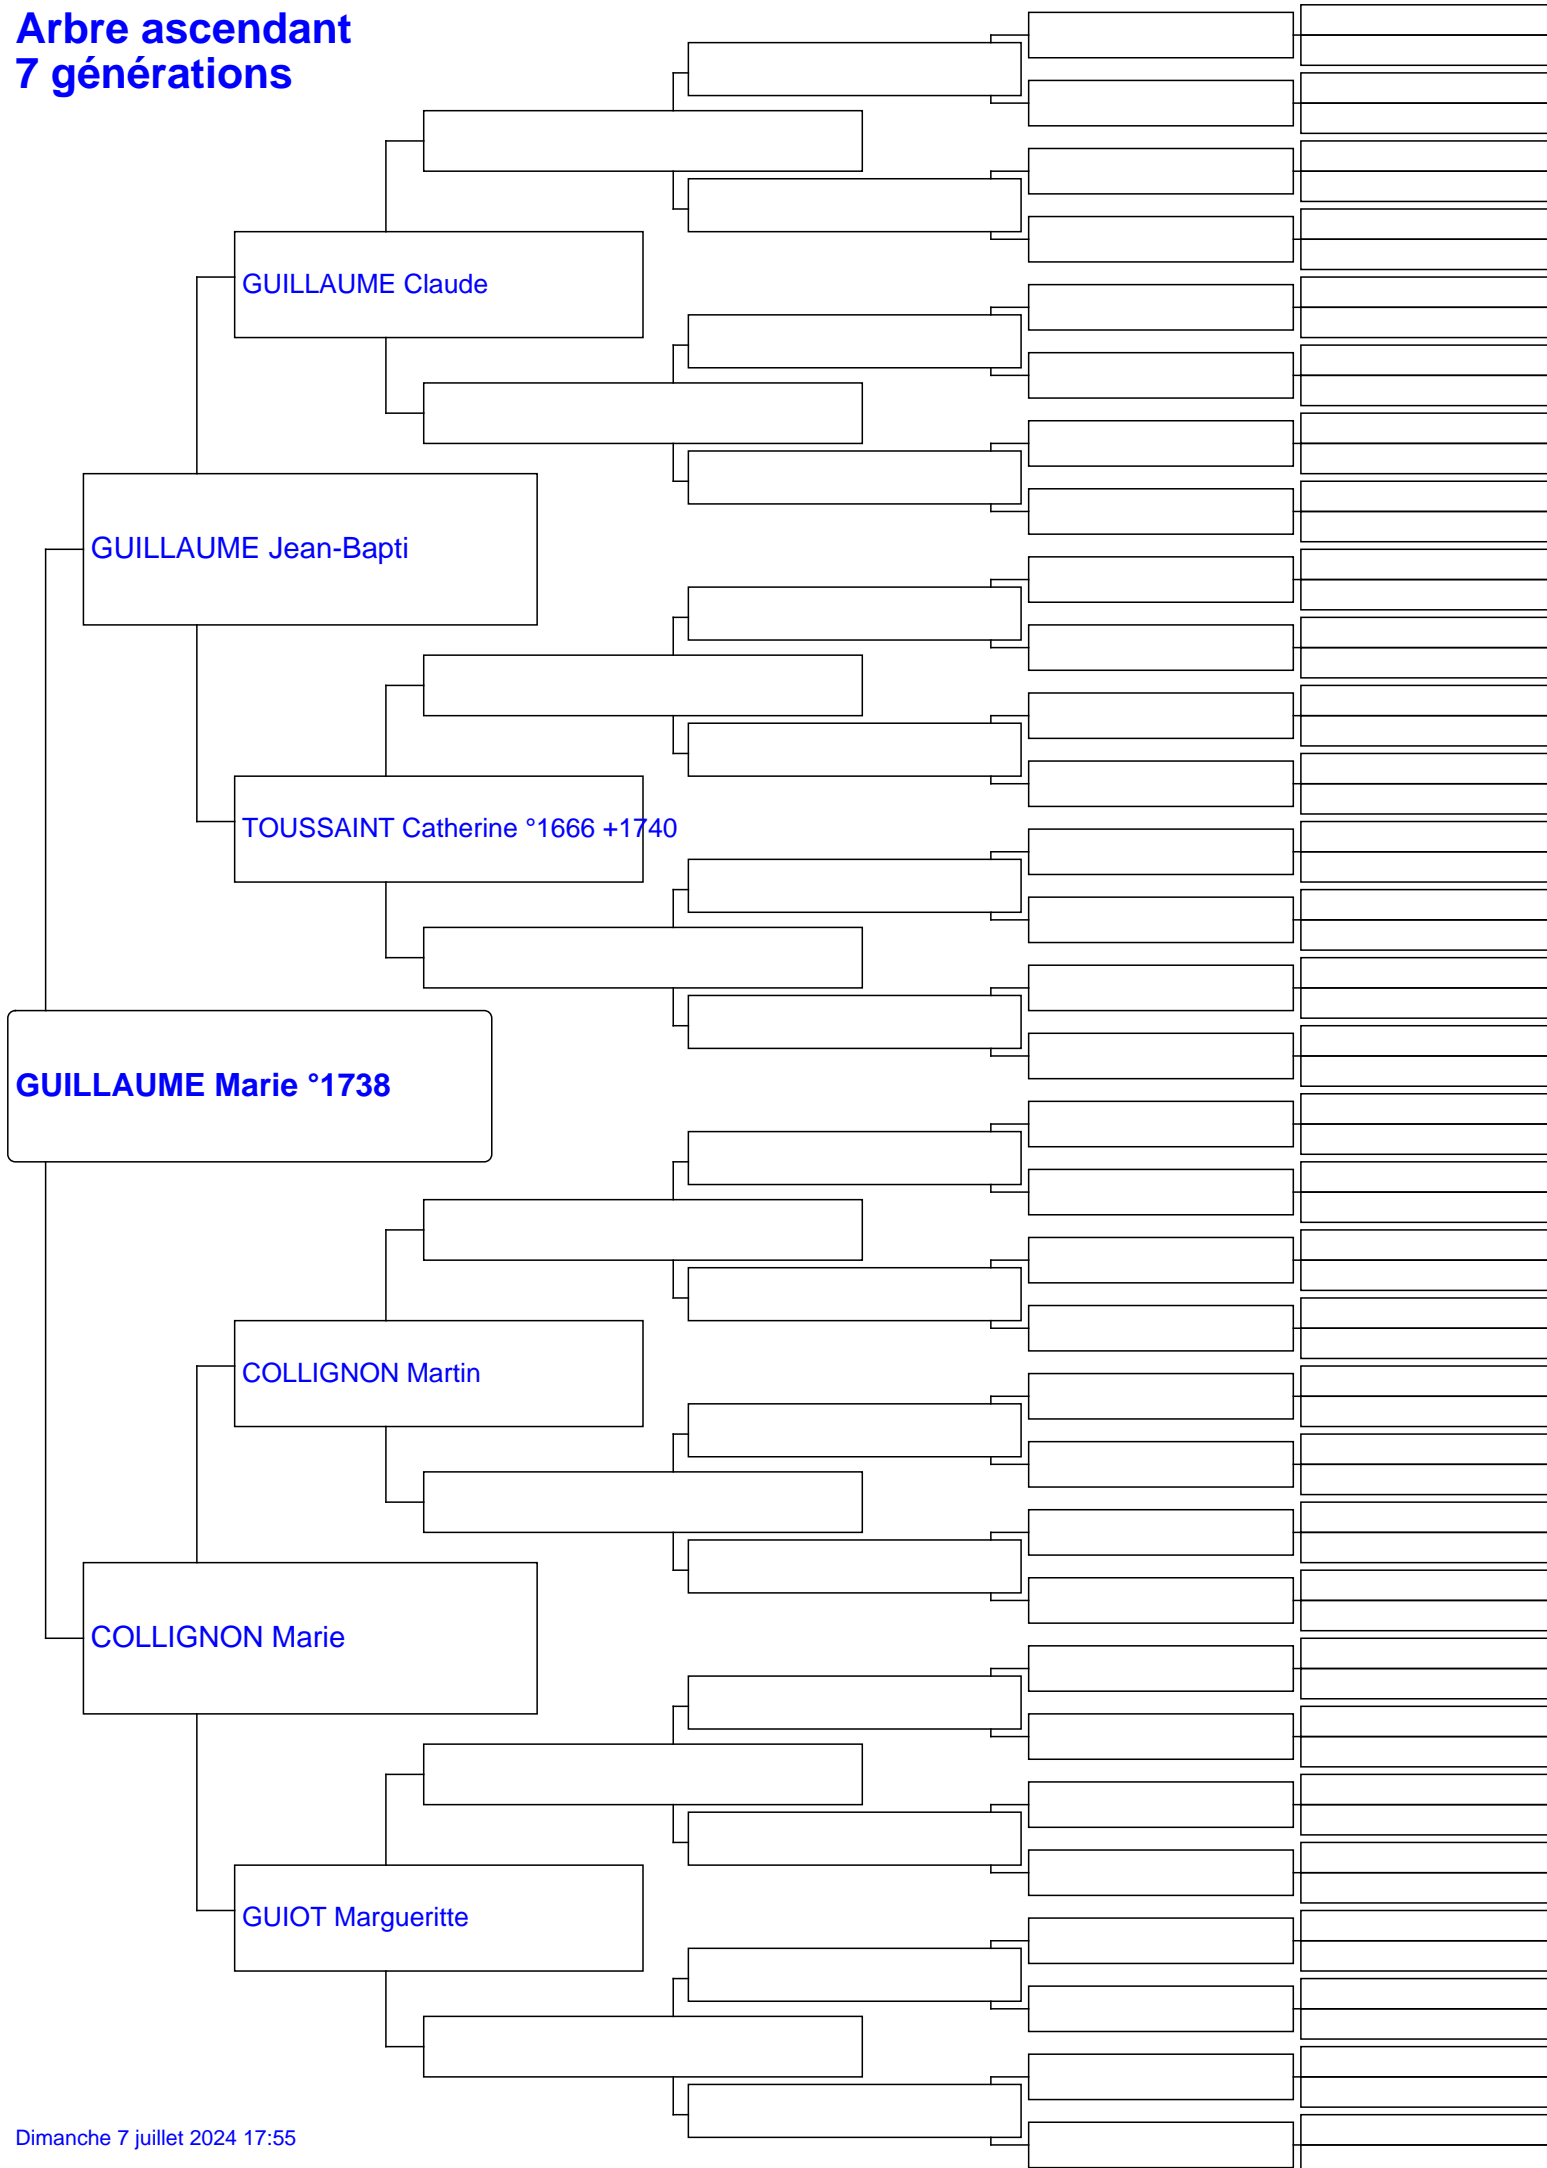 Arbre ascendant
7 générations
GUILLAUME Claude
GUILLAUME Jean-Bapti
TOUSSAINT Catherine °1666 +1740
GUILLAUME Marie °1738
COLLIGNON Martin
COLLIGNON Marie
GUIOT Margueritte
Dimanche 7 juillet 2024 17:55